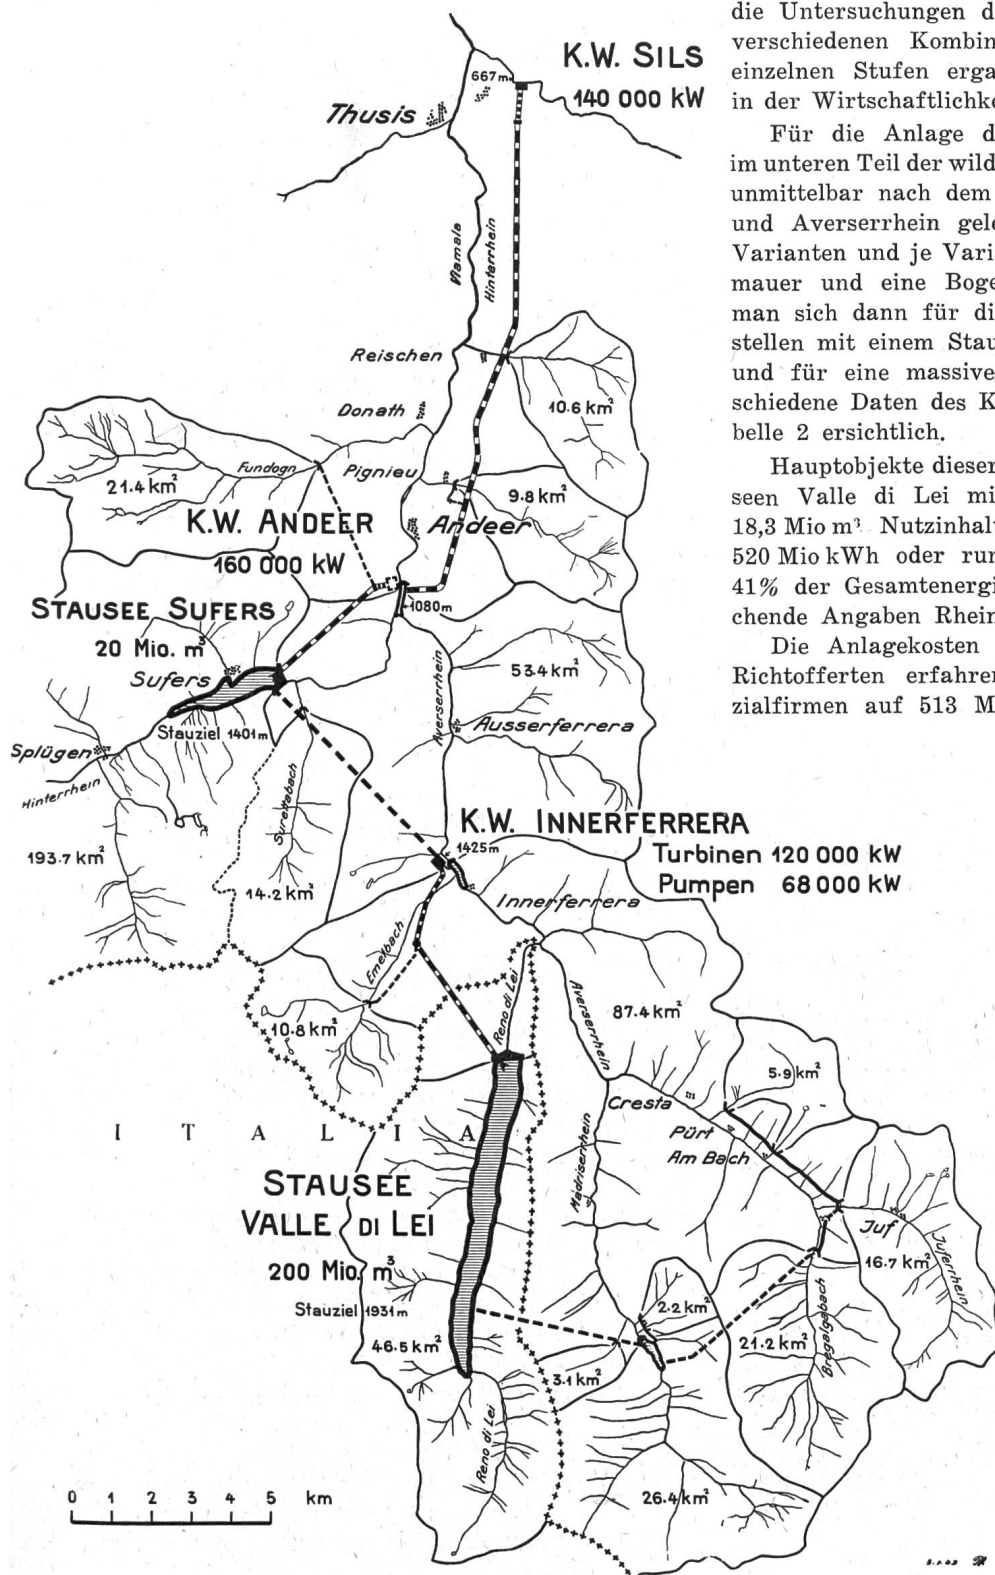 die Untersuchungen d
verschiedenen Kombin
einzelnen Stufen erga
in der Wirtschaftlichke
Für die Anlage d
im unteren Teil der wild
unmittelbar nach dem
und Averserrhein gele
Varianten und je Vari
mauer und eine Boge
man sich dann für di
stellen mit einem Stau
und für eine massive
schiedene Daten des K
belle 2 ersichtlich.
Hauptobjekte dieser
seen Valle di Lei mi
18,3 Mio m³ Nutzinhal
520 Mio kWh oder run
41% der Gesamtenergi
chende Angaben Rhein
Die Anlagekosten
Richtofferten erfahren
zialfirmen auf 513 M
K.W. SILS
667 m.
140 000 kW
Thusis
Viamala
Hinterrhein
Reischen
10.6 km²
Donath
Fundogn
Pignieu
21.4 km²
9.8 km²
K.W. ANDEER
Andeer
160 000 kW
1080 m
STAUSEE SUFERS
20 Mio. m³
Sufers
53.4 km²
Averserrhein
Ausserferrera
Stauziel 1401 m
Splügen
Hinterrhein
Surettabach
K.W. INNERFERRERA
1425 m
Turbinen 120 000 kW
Pumpen 68 000 kW
193.7 km²
14.2 km²
Innerferrera
Emelbach
Reno di Lei
Averserrhein
10.8 km²
87.4 km²
5.9 km²
Cresta
Pürt
Am Bach
Madriserrhein
ITALIA
STAUSEE
VALLE DI LEI
200 Mio. m³
Juf
16.7 km²
Juferrhein
Stauziel 1931 m
2.2 km²
46.5 km²
21.2 km²
Bregalgabach
3.1 km²
Reno di Lei
26.4 km²
0 1 2 3 4 5 km